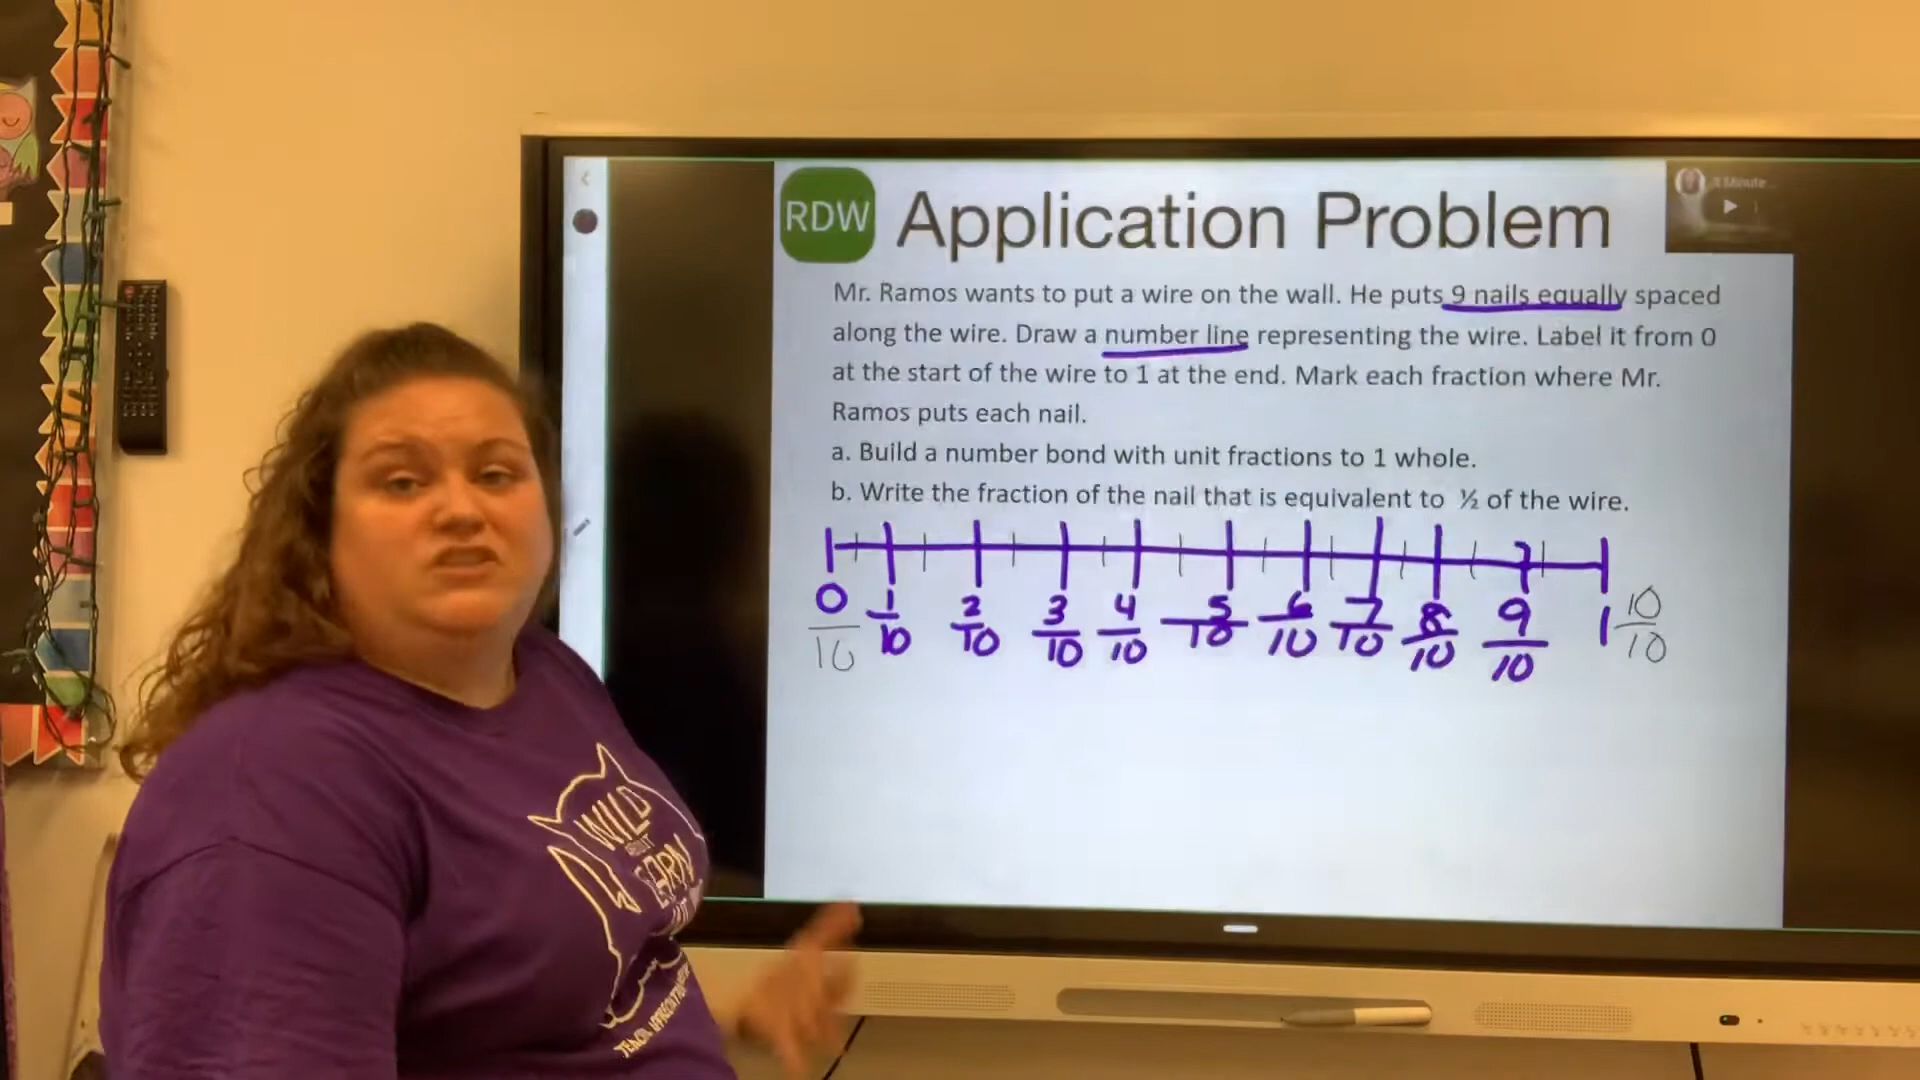 RDW Application Problem
3 Minute...
Mr. Ramos wants to put a wire on the wall. He puts 9 nails equally spaced
along the wire. Draw a number line representing the wire. Label it from 0
at the start of the wire to 1 at the end. Mark each fraction where Mr.
Ramos puts each nail.
a. Build a number bond with unit fractions to 1 whole.
b. Write the fraction of the nail that is equivalent to ½ of the wire.
0/10 1/10 2/10 3/10 4/10 5/10 6/10 7/10 8/10 9/10 1 10/10
WILD
ABOUT
LEARN